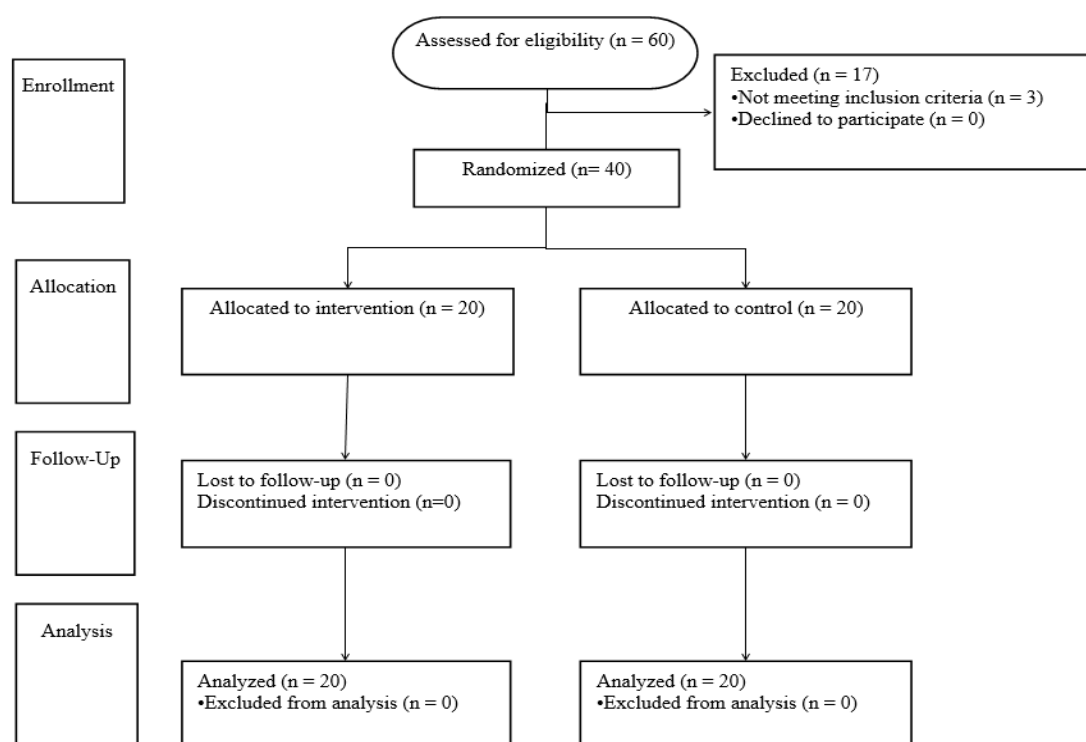 Assessed for eligibility (n = 60)
Enrollment
Excluded (n = 17)
•Not meeting inclusion criteria (n = 3)
•Declined to participate (n = 0)
Randomized (n= 40)
Allocation
Allocated to intervention (n = 20)
Allocated to control (n = 20)
Follow-Up
Lost to follow-up (n = 0)
Discontinued intervention (n=0)
Lost to follow-up (n = 0)
Discontinued intervention (n = 0)
Analysis
Analyzed (n = 20)
•Excluded from analysis (n = 0)
Analyzed (n = 20)
•Excluded from analysis (n = 0)